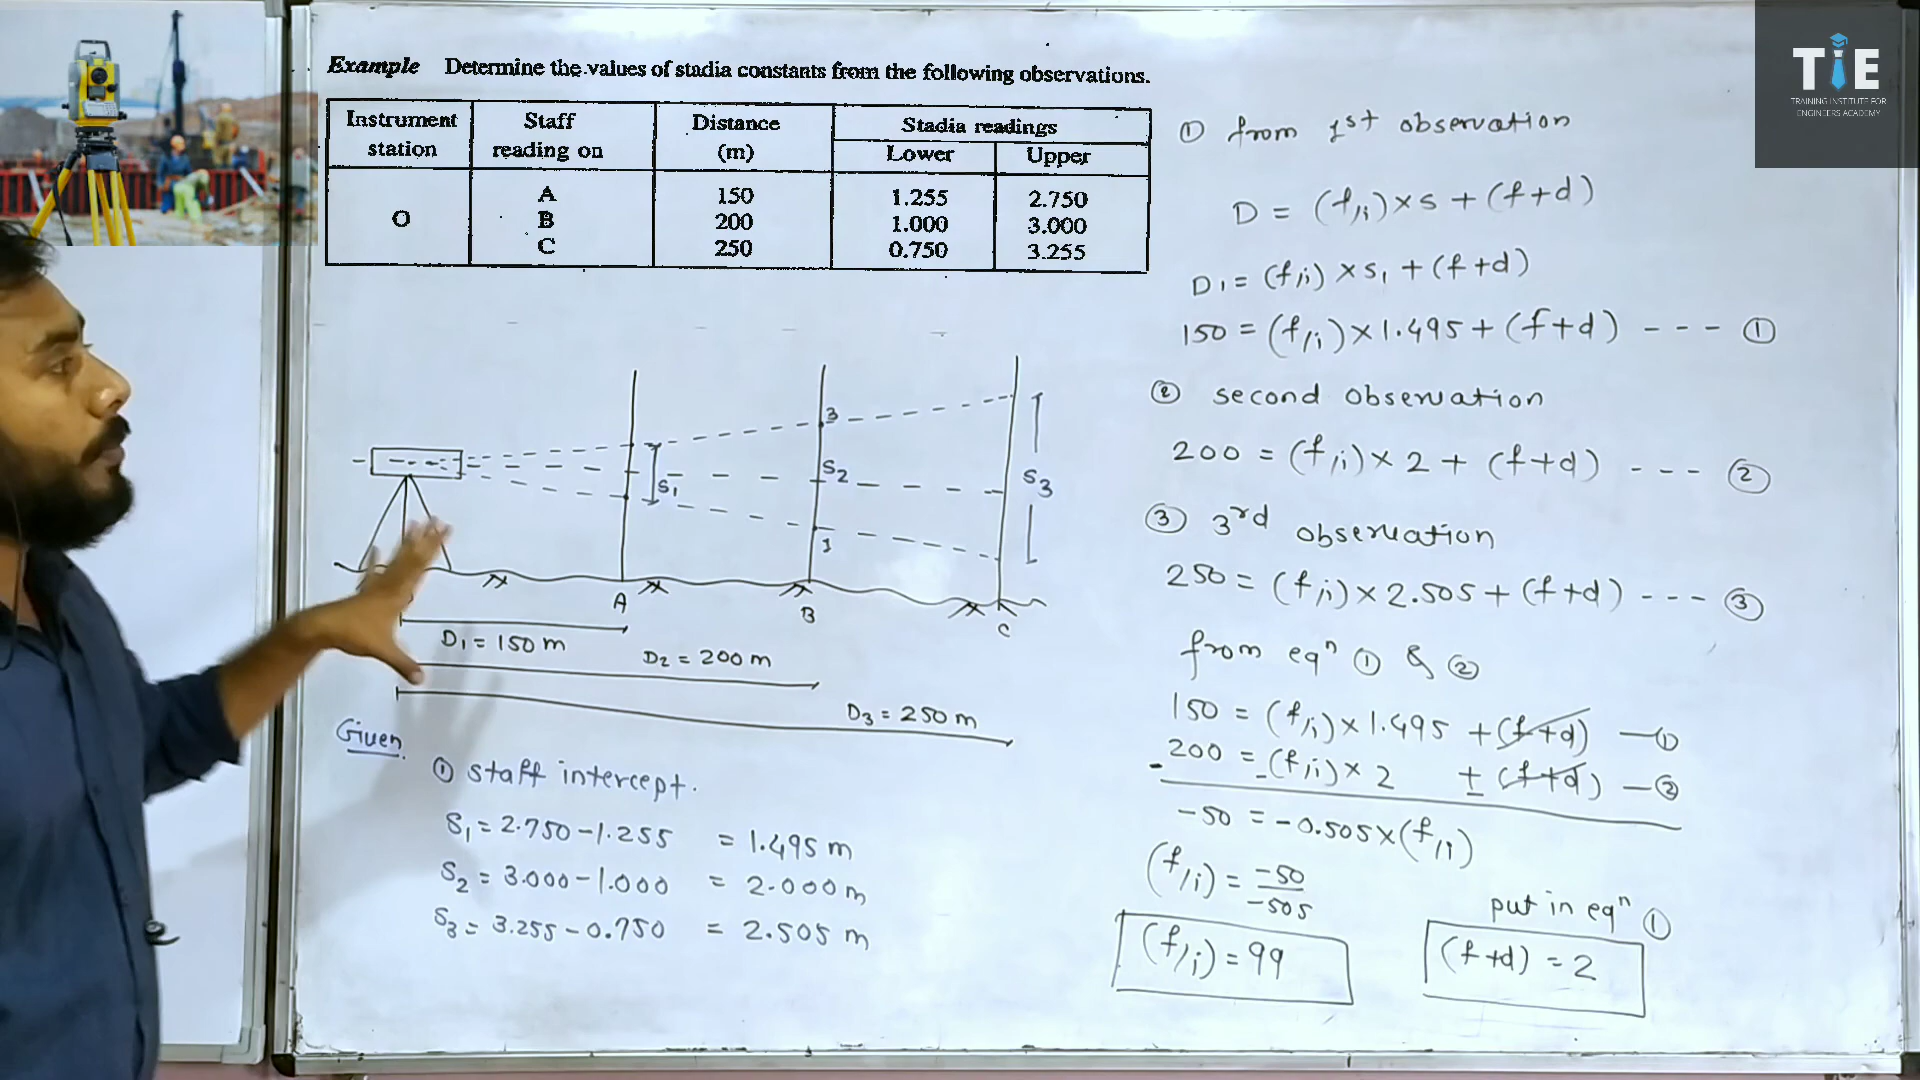 TiE
TRAINING INSTITUTE FOR
ENGINEERS ACADEMY
Example Determine the values of stadia constants from the following observations.
Instrument station | Staff reading on | Distance (m) | Stadia readings
Lower | Upper
O | A | 150 | 1.255 | 2.750
B | 200 | 1.000 | 3.000
C | 250 | 0.750 | 3.255
3
S1 S2 S3
1
A B C
D1 = 150 m
D2 = 200 m
D3 = 250 m
Given
① staff intercept.
S1 = 2.750-1.255 = 1.495 m
S2 = 3.000-1.000 = 2.000 m
S3 = 3.255-0.750 = 2.505 m
① from 1st observation
D = (f/i)×s + (f+d)
D1 = (f/i) × s1 + (f+d)
150 = (f/i)×1.495+(f+d) --- ①
② second observation
200 = (f/i)×2 + (f+d) --- ②
③ 3rd observation
250 = (f/i)×2.505+(f+d) --- ③
from eqn ① & ②
150 = (f/i)×1.495 +(f+d) —①
-200 = -(f/i)×2 ± (f+d) —②
-50 = -0.505×(f/i)
(f/i) = -50/-505
(f/i) = 99
put in eqn ①
(f+d) = 2